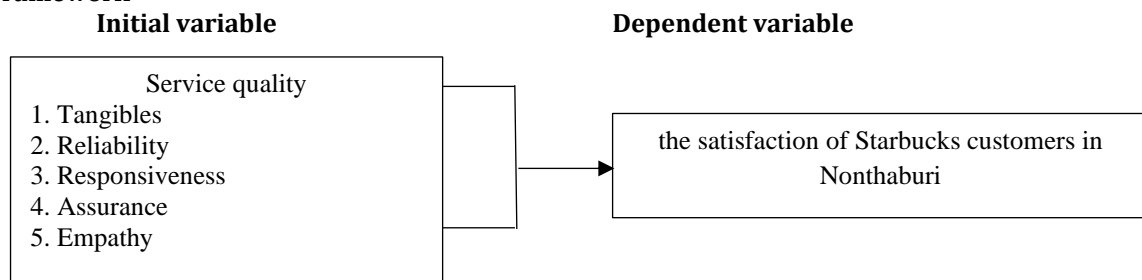 Initial variable
Dependent variable
Service quality
1. Tangibles
2. Reliability
3. Responsiveness
4. Assurance
5. Empathy
the satisfaction of Starbucks customers in
Nonthaburi